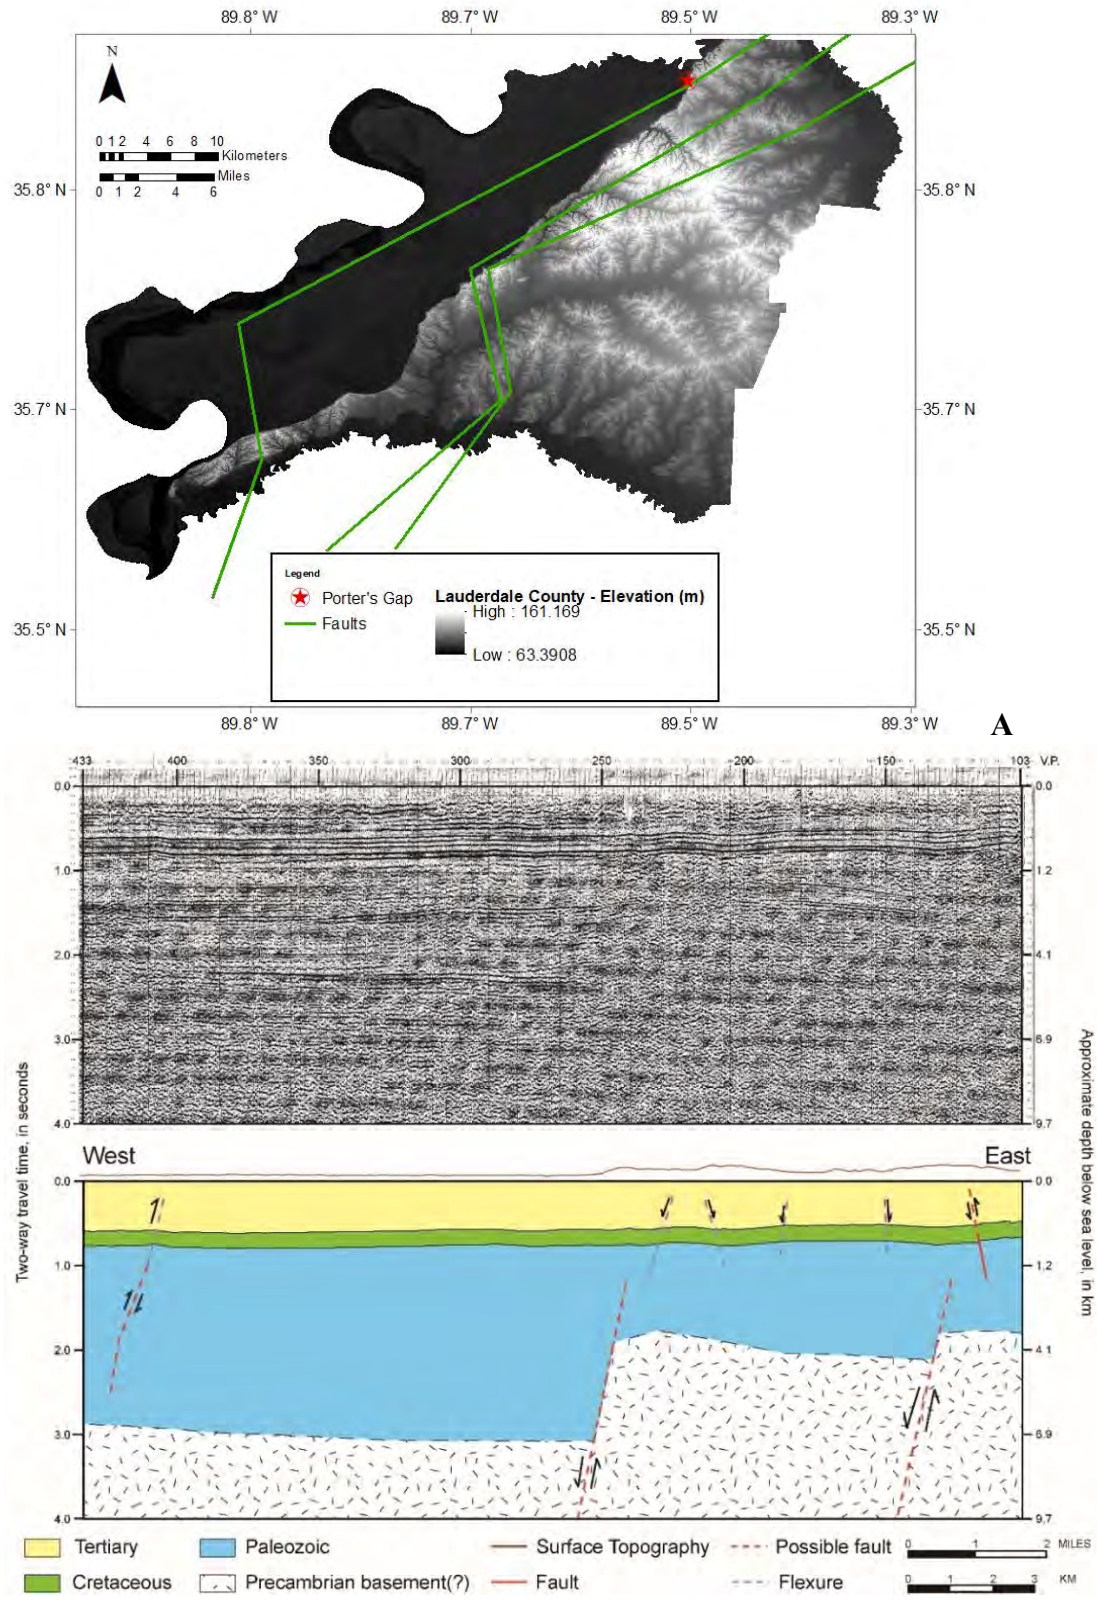 89.8° W 89.7° W 89.5° W 89.3° W
N
0 1 2 4 6 8 10
Kilometers
Miles
0 1 2 4 6
35.8° N 35.8° N
35.7° N 35.7° N
35.5° N 35.5° N
Legend
Porter's Gap
Faults
Lauderdale County - Elevation (m)
High : 161.169
Low : 63.3908
89.8° W 89.7° W 89.5° W 89.3° W
A
433 400 350 300 250 200 150 103 V.P.
0.0 0.0
1.0 1.2
2.0 4.1
3.0 6.9
4.0 9.7
Two-way travel time, in seconds
Approximate depth below sea level, in km
West East
0.0 0.0
1.0 1.2
2.0 4.1
3.0 6.9
4.0 9.7
Tertiary Paleozoic Surface Topography Possible fault 0 1 2 MILES
Cretaceous Precambrian basement(?) Fault Flexure 0 1 2 3 KM